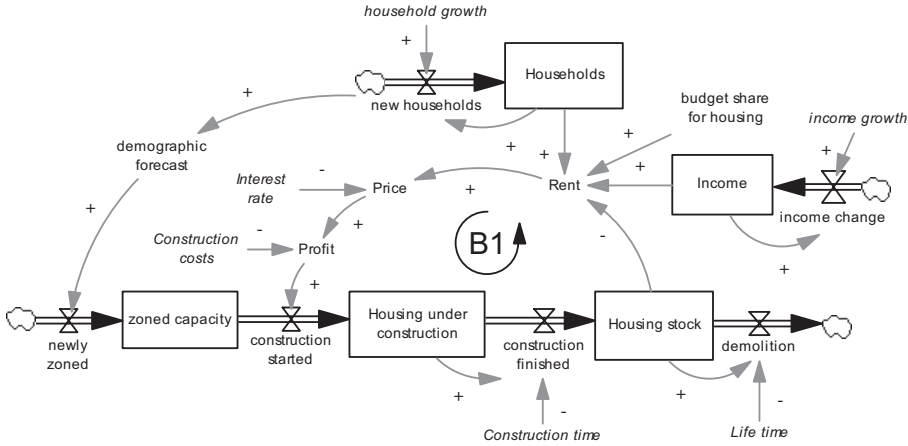 household growth
+
Households
new households
+
demographic
forecast
+
+
+
budget share
for housing
+
income growth
+
Interest
rate
-
Price
+
Rent
+
Income
income change
+
+
Construction
costs
-
Profit
+
B1
-
+
zoned capacity
Housing under
construction
Housing stock
newly
zoned
construction
started
construction
finished
demolition
+
-
+
-
Construction time
Life time